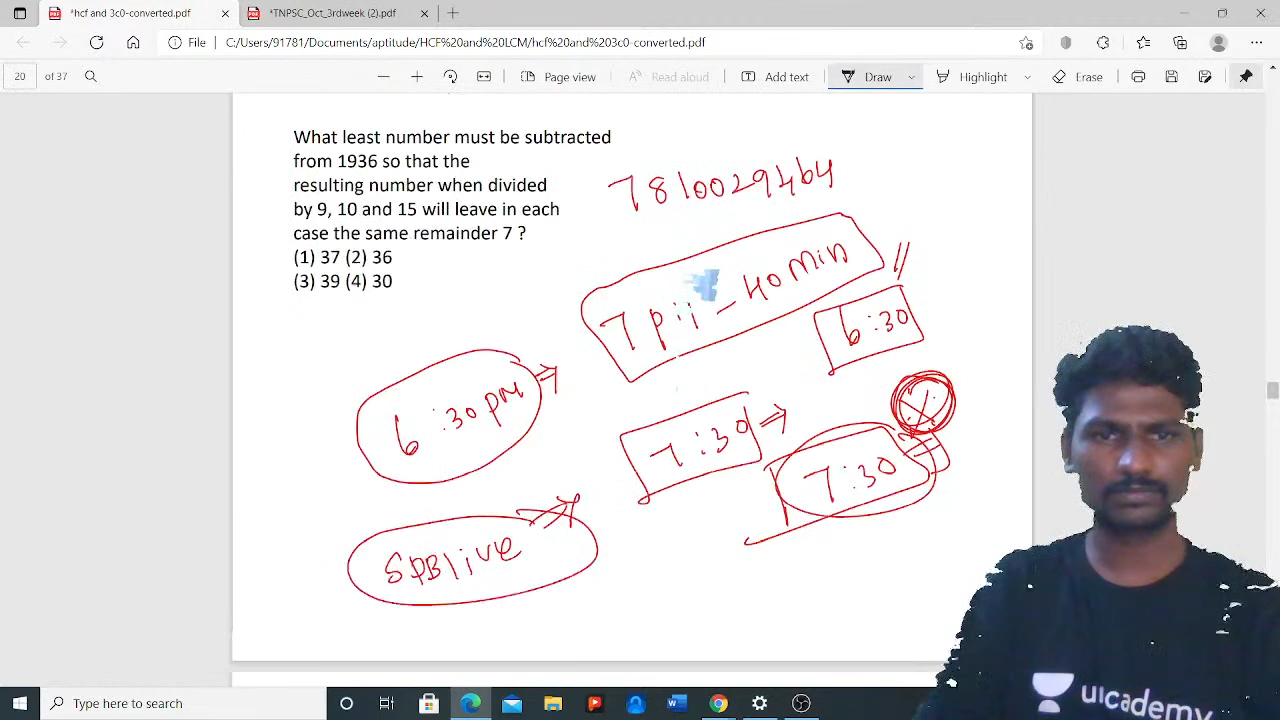 *hcf and 3c0-converted.pdf
*TNPSC_Oct_3rdweek (2).pdf
File
C:/Users/91781/Documents/aptitude/HCF%20and%20LCM/hcf%20and%203c0-converted.pdf
20 of 37
Page view
Read aloud
Add text
Draw
Highlight
Erase
What least number must be subtracted
from 1936 so that the
resulting number when divided
by 9, 10 and 15 will leave in each
case the same remainder 7 ?
(1) 37 (2) 36
(3) 39 (4) 30
7810029464
40 min
6:30
6:30 PM
7:30
7:30
SPBlive
Type here to search